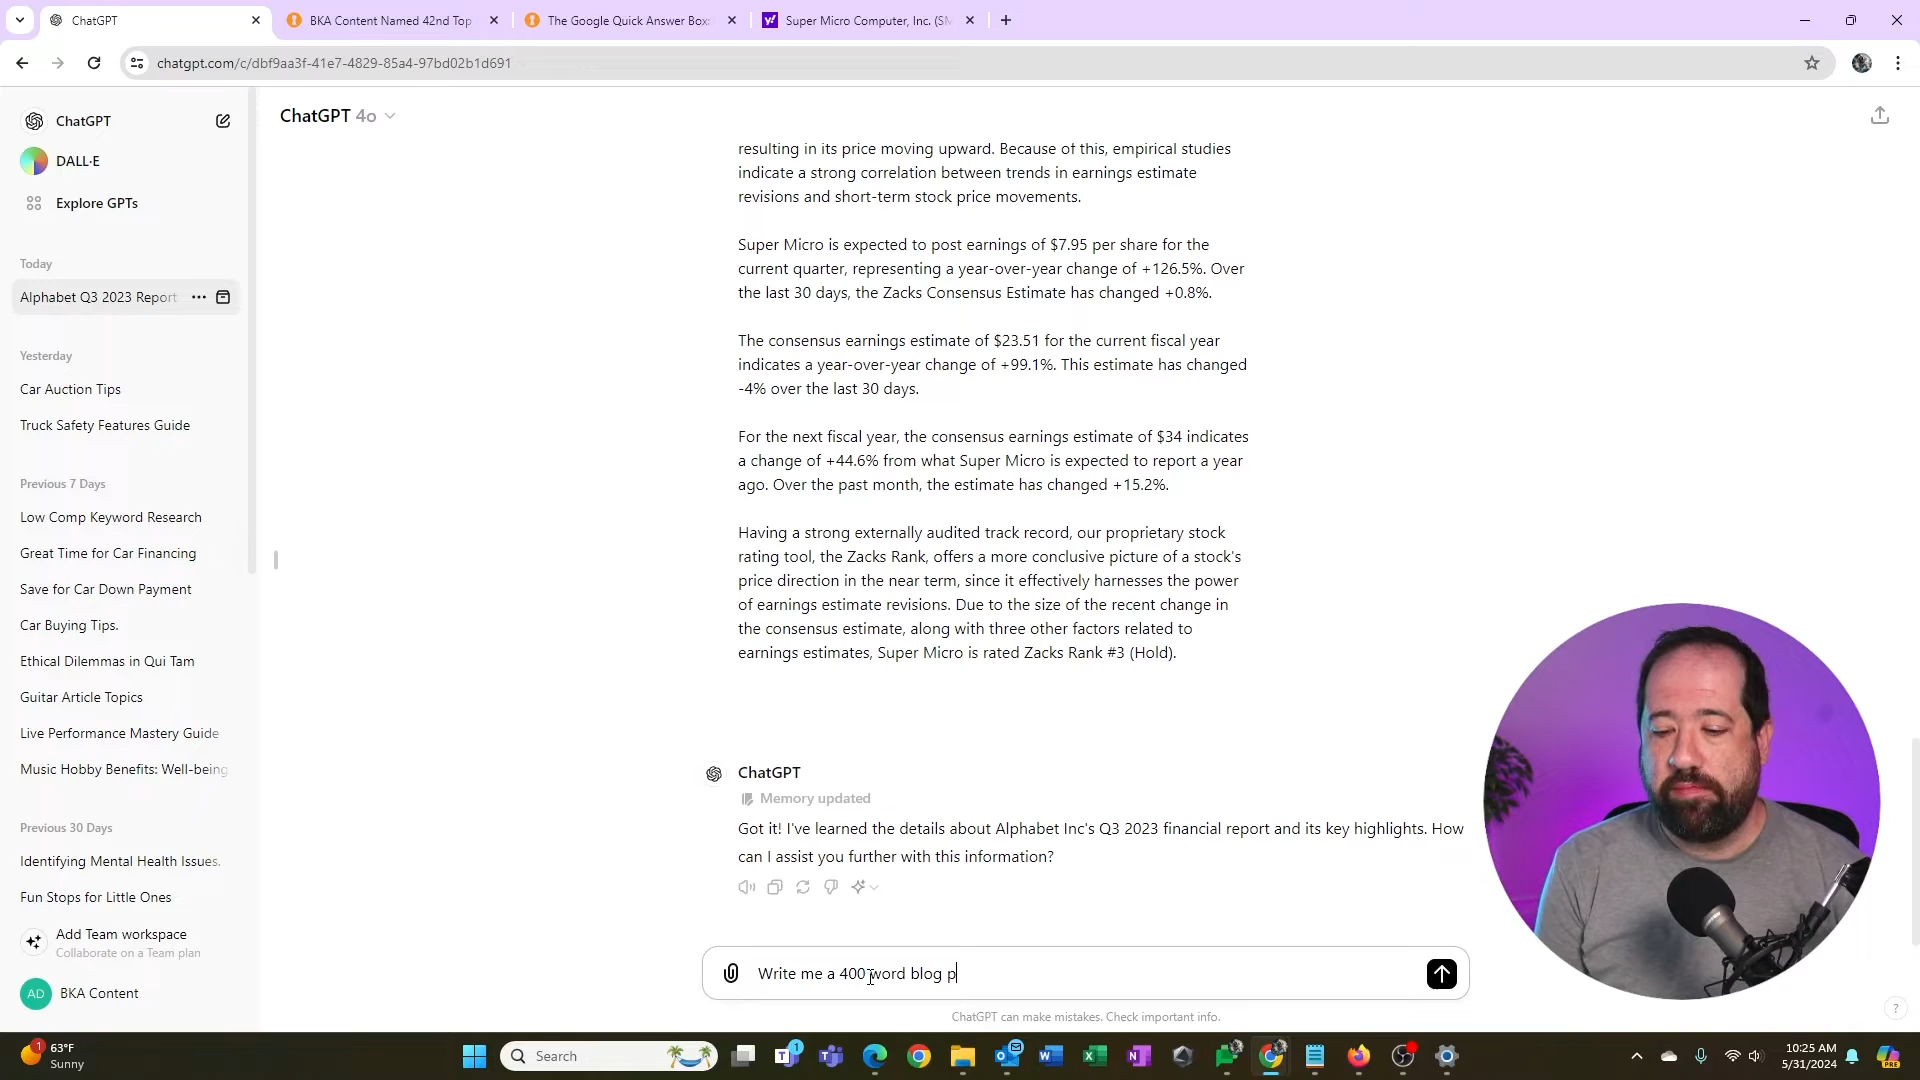 ChatGPT
BKA Content Named 42nd Top
The Google Quick Answer Box:
Super Micro Computer, Inc. (SM
chatgpt.com/c/dbf9aa3f-41e7-4829-85a4-97bd02b1d691
ChatGPT
DALL·E
Explore GPTs
Today
Alphabet Q3 2023 Report
Yesterday
Car Auction Tips
Truck Safety Features Guide
Previous 7 Days
Low Comp Keyword Research
Great Time for Car Financing
Save for Car Down Payment
Car Buying Tips.
Ethical Dilemmas in Qui Tam
Guitar Article Topics
Live Performance Mastery Guide
Music Hobby Benefits: Well-being
Previous 30 Days
Identifying Mental Health Issues.
Fun Stops for Little Ones
Add Team workspace
Collaborate on a Team plan
AD BKA Content
ChatGPT 4o
resulting in its price moving upward. Because of this, empirical studies
indicate a strong correlation between trends in earnings estimate
revisions and short-term stock price movements.
Super Micro is expected to post earnings of $7.95 per share for the
current quarter, representing a year-over-year change of +126.5%. Over
the last 30 days, the Zacks Consensus Estimate has changed +0.8%.
The consensus earnings estimate of $23.51 for the current fiscal year
indicates a year-over-year change of +99.1%. This estimate has changed
-4% over the last 30 days.
For the next fiscal year, the consensus earnings estimate of $34 indicates
a change of +44.6% from what Super Micro is expected to report a year
ago. Over the past month, the estimate has changed +15.2%.
Having a strong externally audited track record, our proprietary stock
rating tool, the Zacks Rank, offers a more conclusive picture of a stock's
price direction in the near term, since it effectively harnesses the power
of earnings estimate revisions. Due to the size of the recent change in
the consensus estimate, along with three other factors related to
earnings estimates, Super Micro is rated Zacks Rank #3 (Hold).
ChatGPT
Memory updated
Got it! I've learned the details about Alphabet Inc's Q3 2023 financial report and its key highlights. How
can I assist you further with this information?
Write me a 400 word blog p
ChatGPT can make mistakes. Check important info.
?
1
63°F
Sunny
Search
1
10:25 AM
5/31/2024
PRE